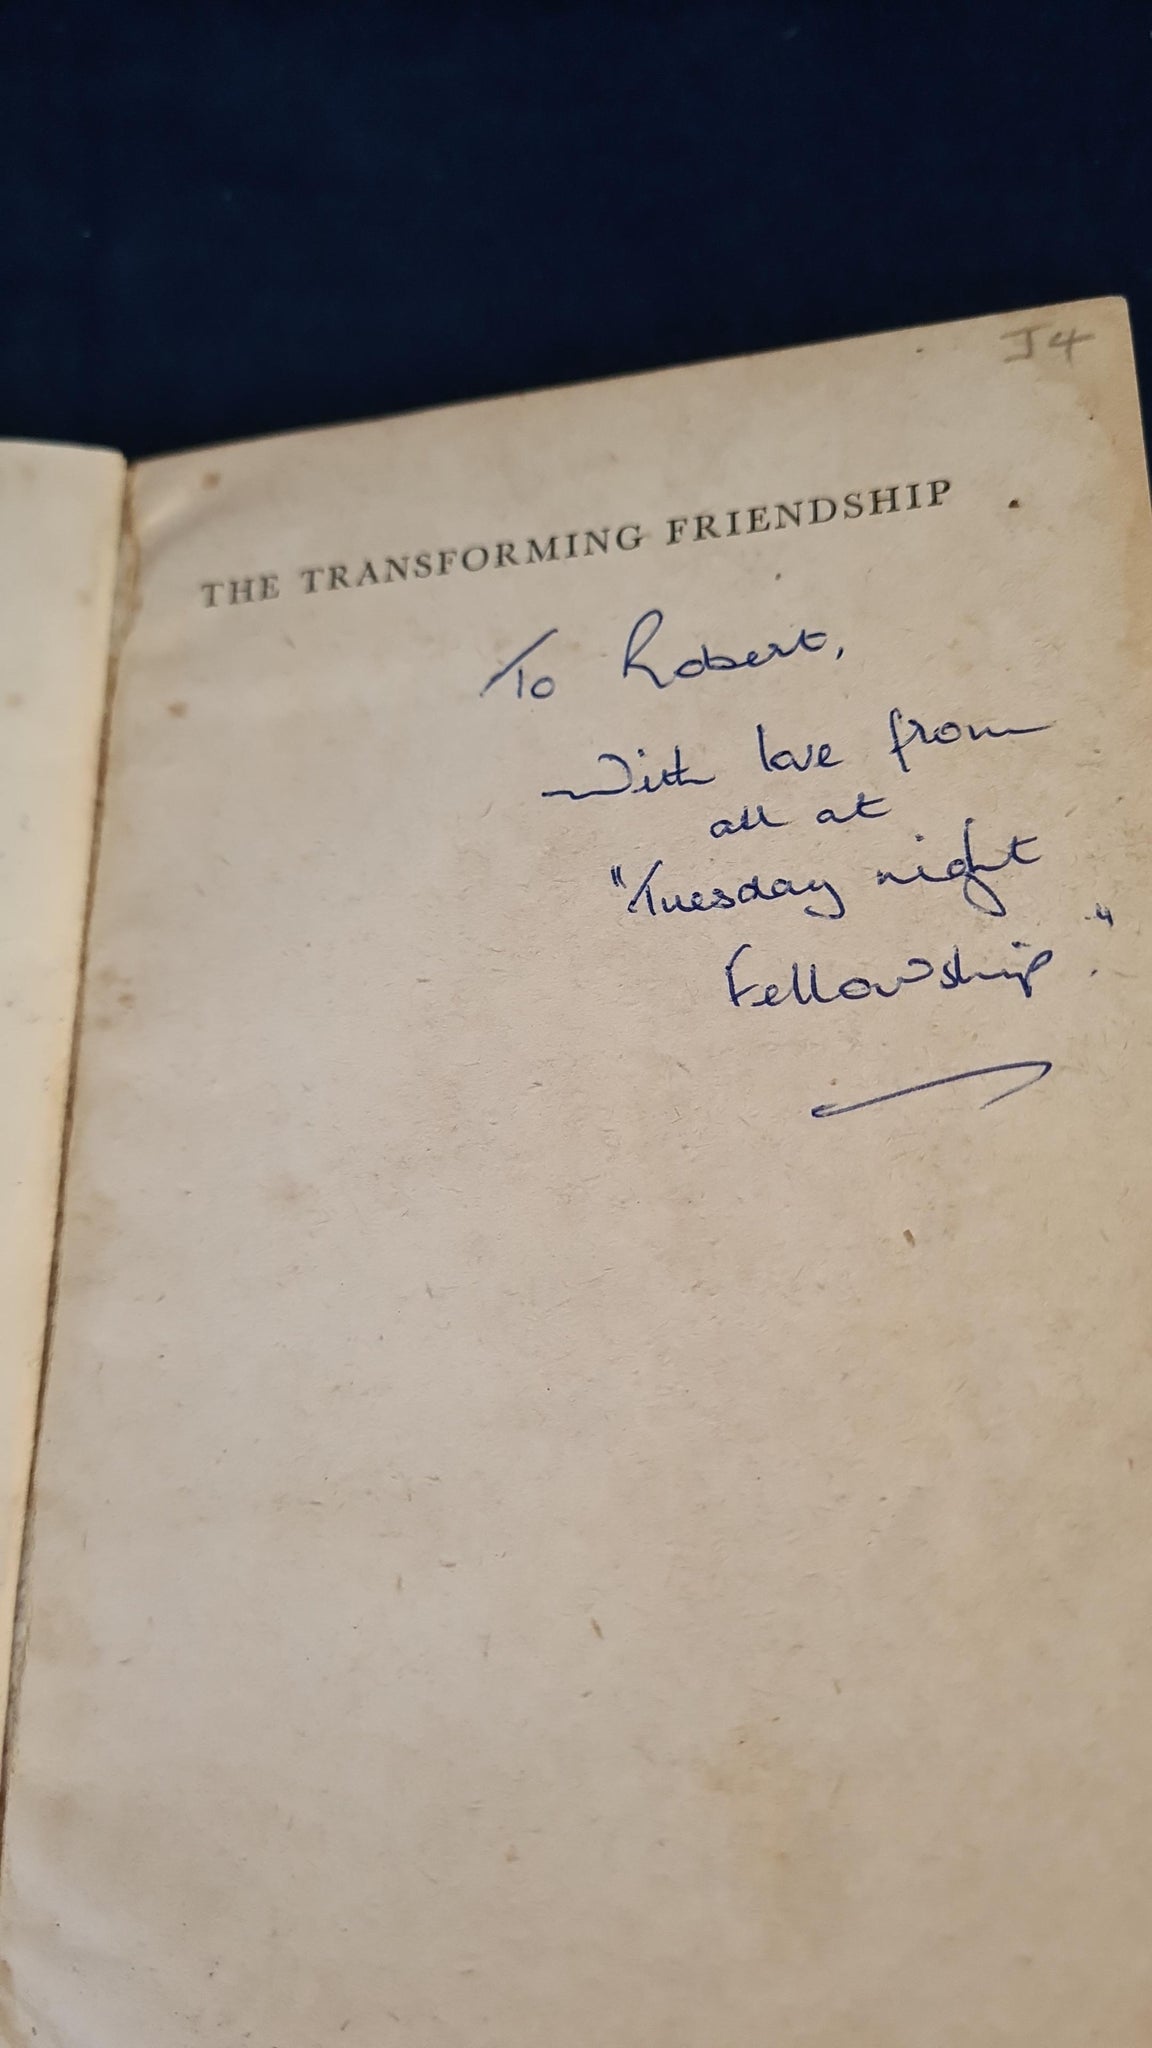 J4
THE TRANSFORMING FRIENDSHIP
To Robert,
With love from
all at
"Tuesday night
Fellowship."